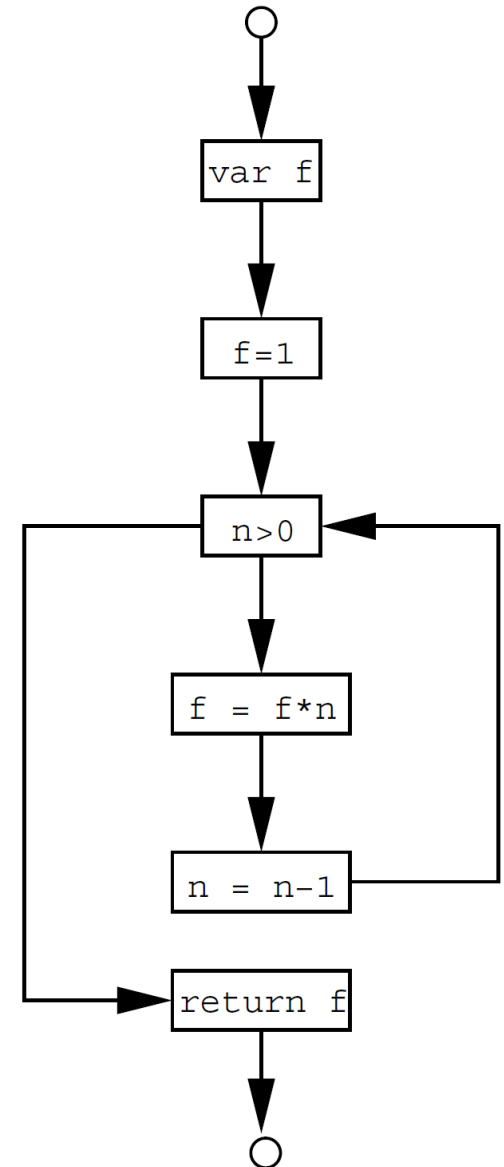 var f
f=1
n>0
f = f*n
n = n-1
return f